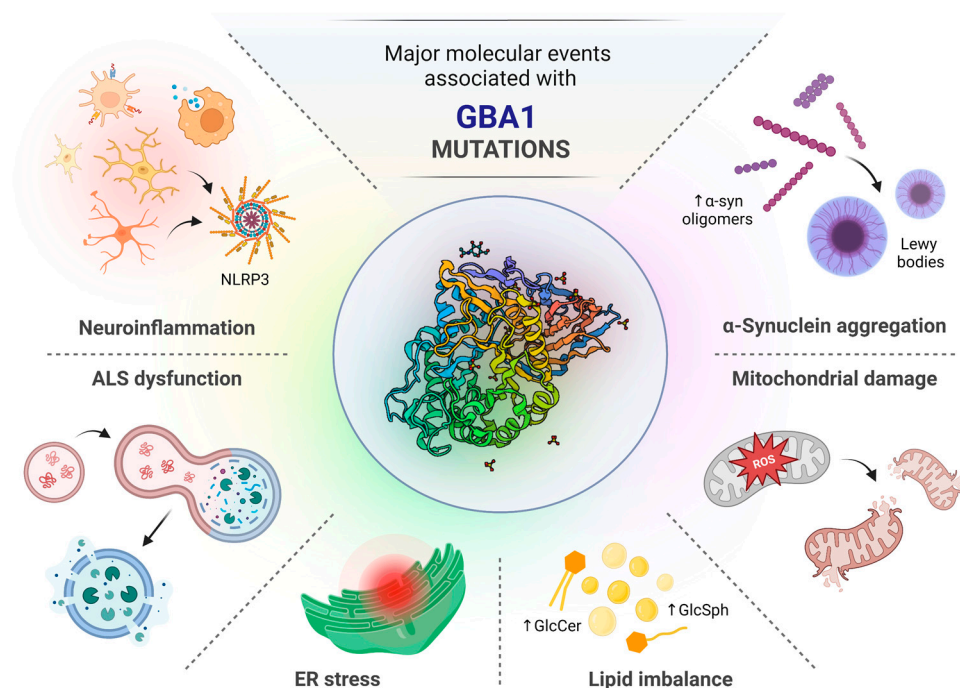 Major molecular events
associated with
GBA1
MUTATIONS
NLRP3
Neuroinflammation
↑ α-syn
oligomers
Lewy
bodies
α-Synuclein aggregation
ALS dysfunction
Mitochondrial damage
ROS
ER stress
↑GlcCer
↑GlcSph
Lipid imbalance